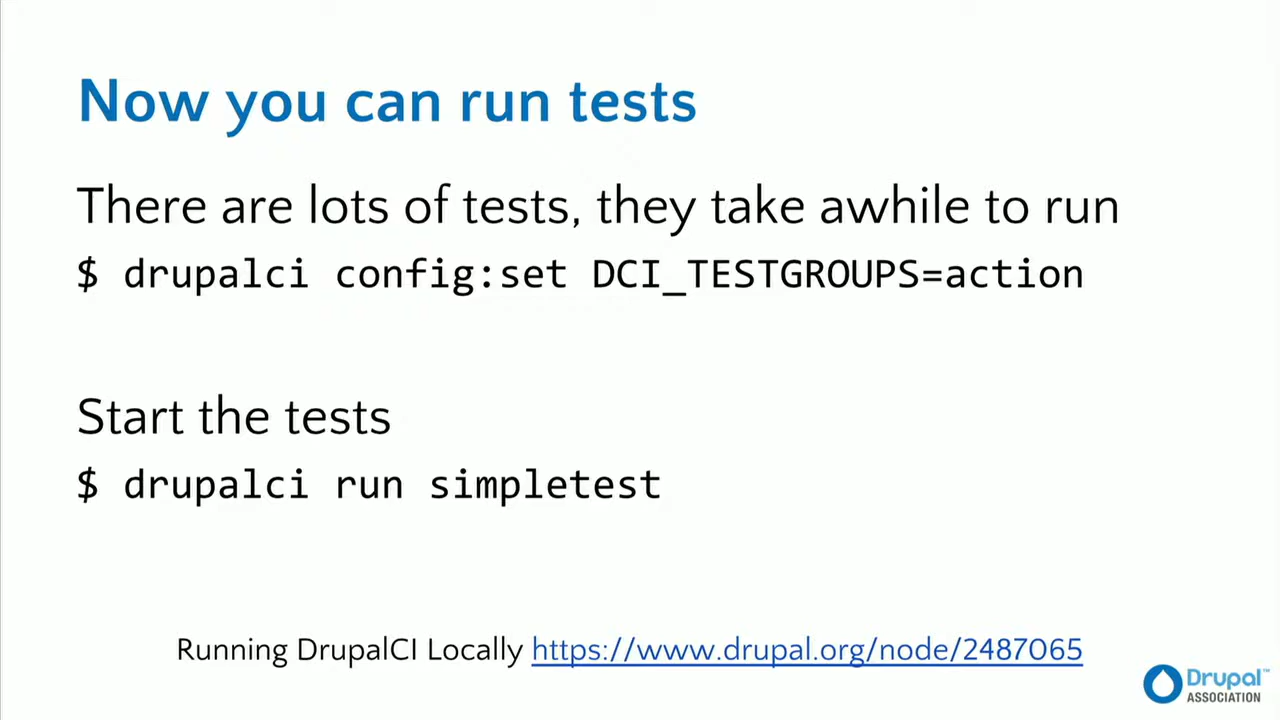 Now you can run tests
There are lots of tests, they take awhile to run
$ drupalci config:set DCI_TESTGROUPS=action
Start the tests
$ drupalci run simpletest
Running DrupalCI Locally https://www.drupal.org/node/2487065
Drupal™
ASSOCIATION